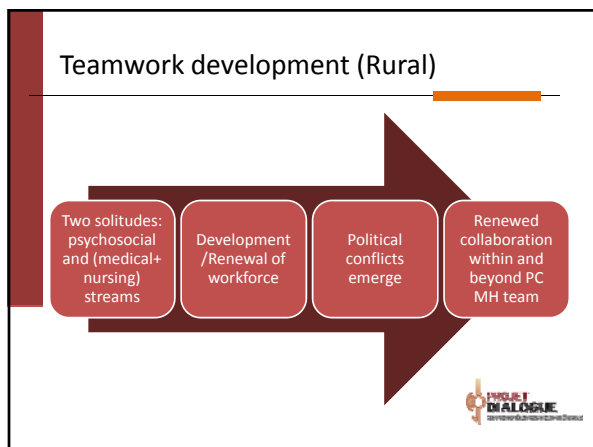 Teamwork development (Rural)
Two solitudes:
psychosocial
and (medical+
nursing)
streams
Development
/Renewal of
workforce
Political
conflicts
emerge
Renewed
collaboration
within and
beyond PC
MH team
PROJET
DIALOGUE